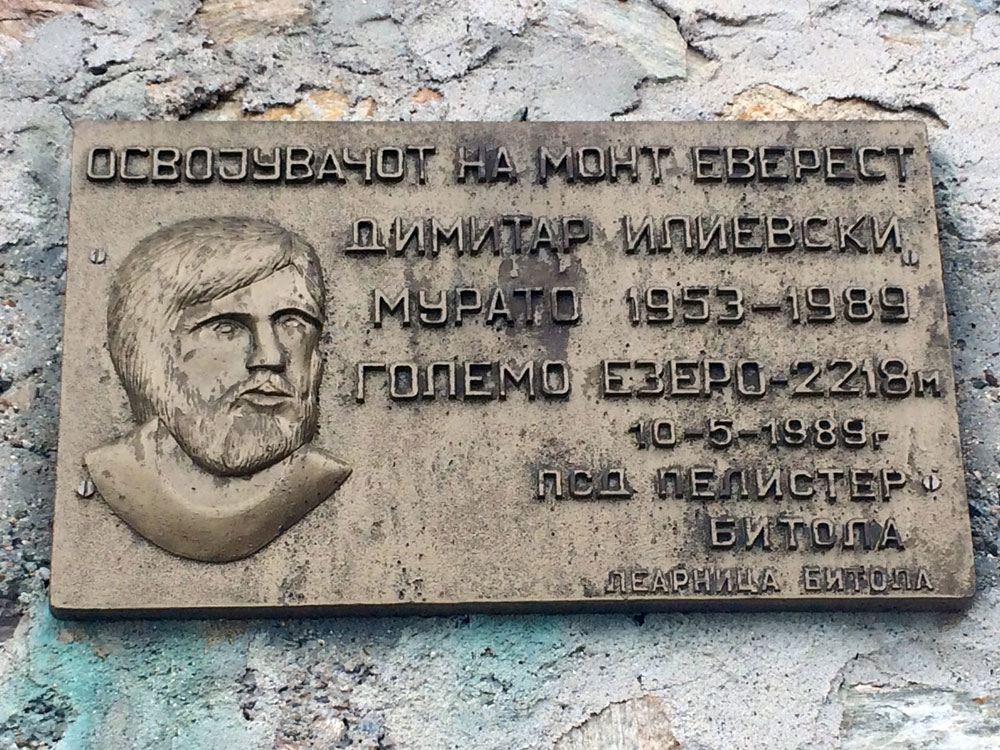 ОСВОЈУВАЧОТ НА МОНТ ЕВЕРЕСТ
ДИМИТАР ИЛИЕВСКИ
МУРАТО 1953-1989
ГОЛЕМО ЕЗЕРО-2218м
10-5-1989г
ПСД ПЕЛИСТЕР
БИТОЛА
ЛЕАРНИЦА БИТОЛА